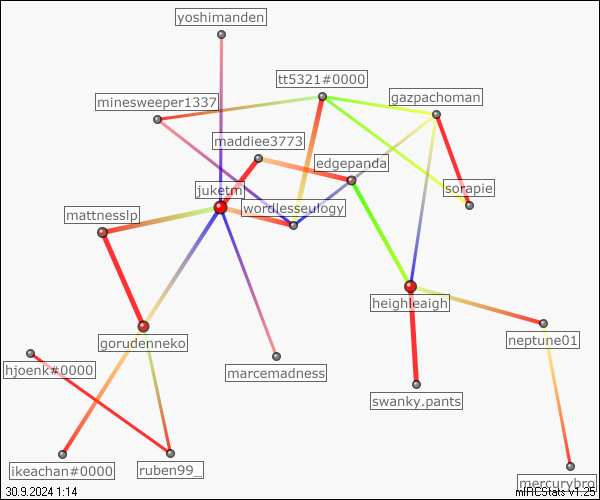 yoshimanden
tt5321#0000
gazpachoman
minesweeper1337
maddiee3773
edgepanda
sorapie
juketm
wordlesseulogy
mattnesslp
heighleaigh
neptune01
gorudenneko
hjoenk#0000
marcemadness
swanky.pants
ikeachan#0000
ruben99_
mercurybro
30.9.2024 1:14
mIRCStats v1.25